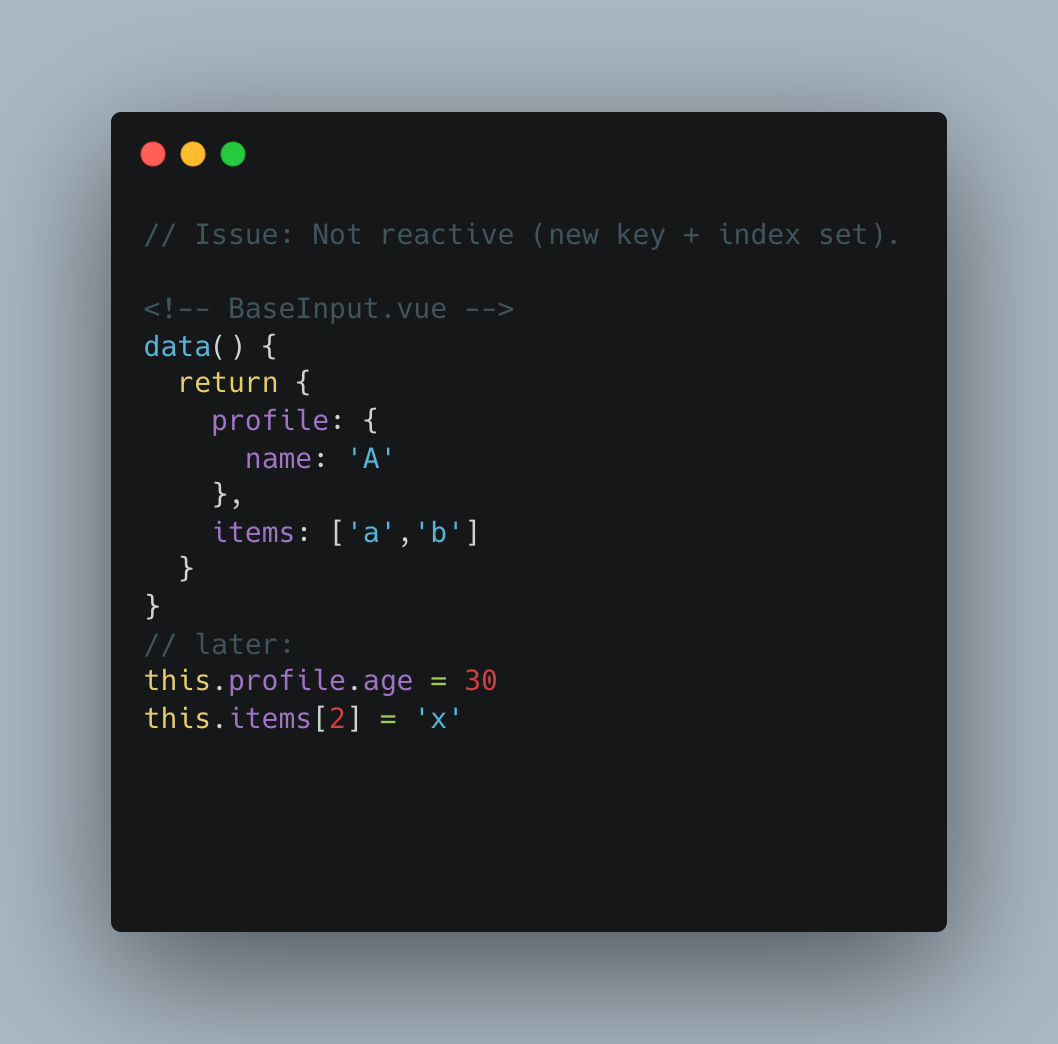 // Issue: Not reactive (new key + index set).
<!-- BaseInput.vue -->
data() {
  return {
    profile: {
      name: 'A'
    },
    items: ['a','b']
  }
}
// later:
this.profile.age = 30
this.items[2] = 'x'